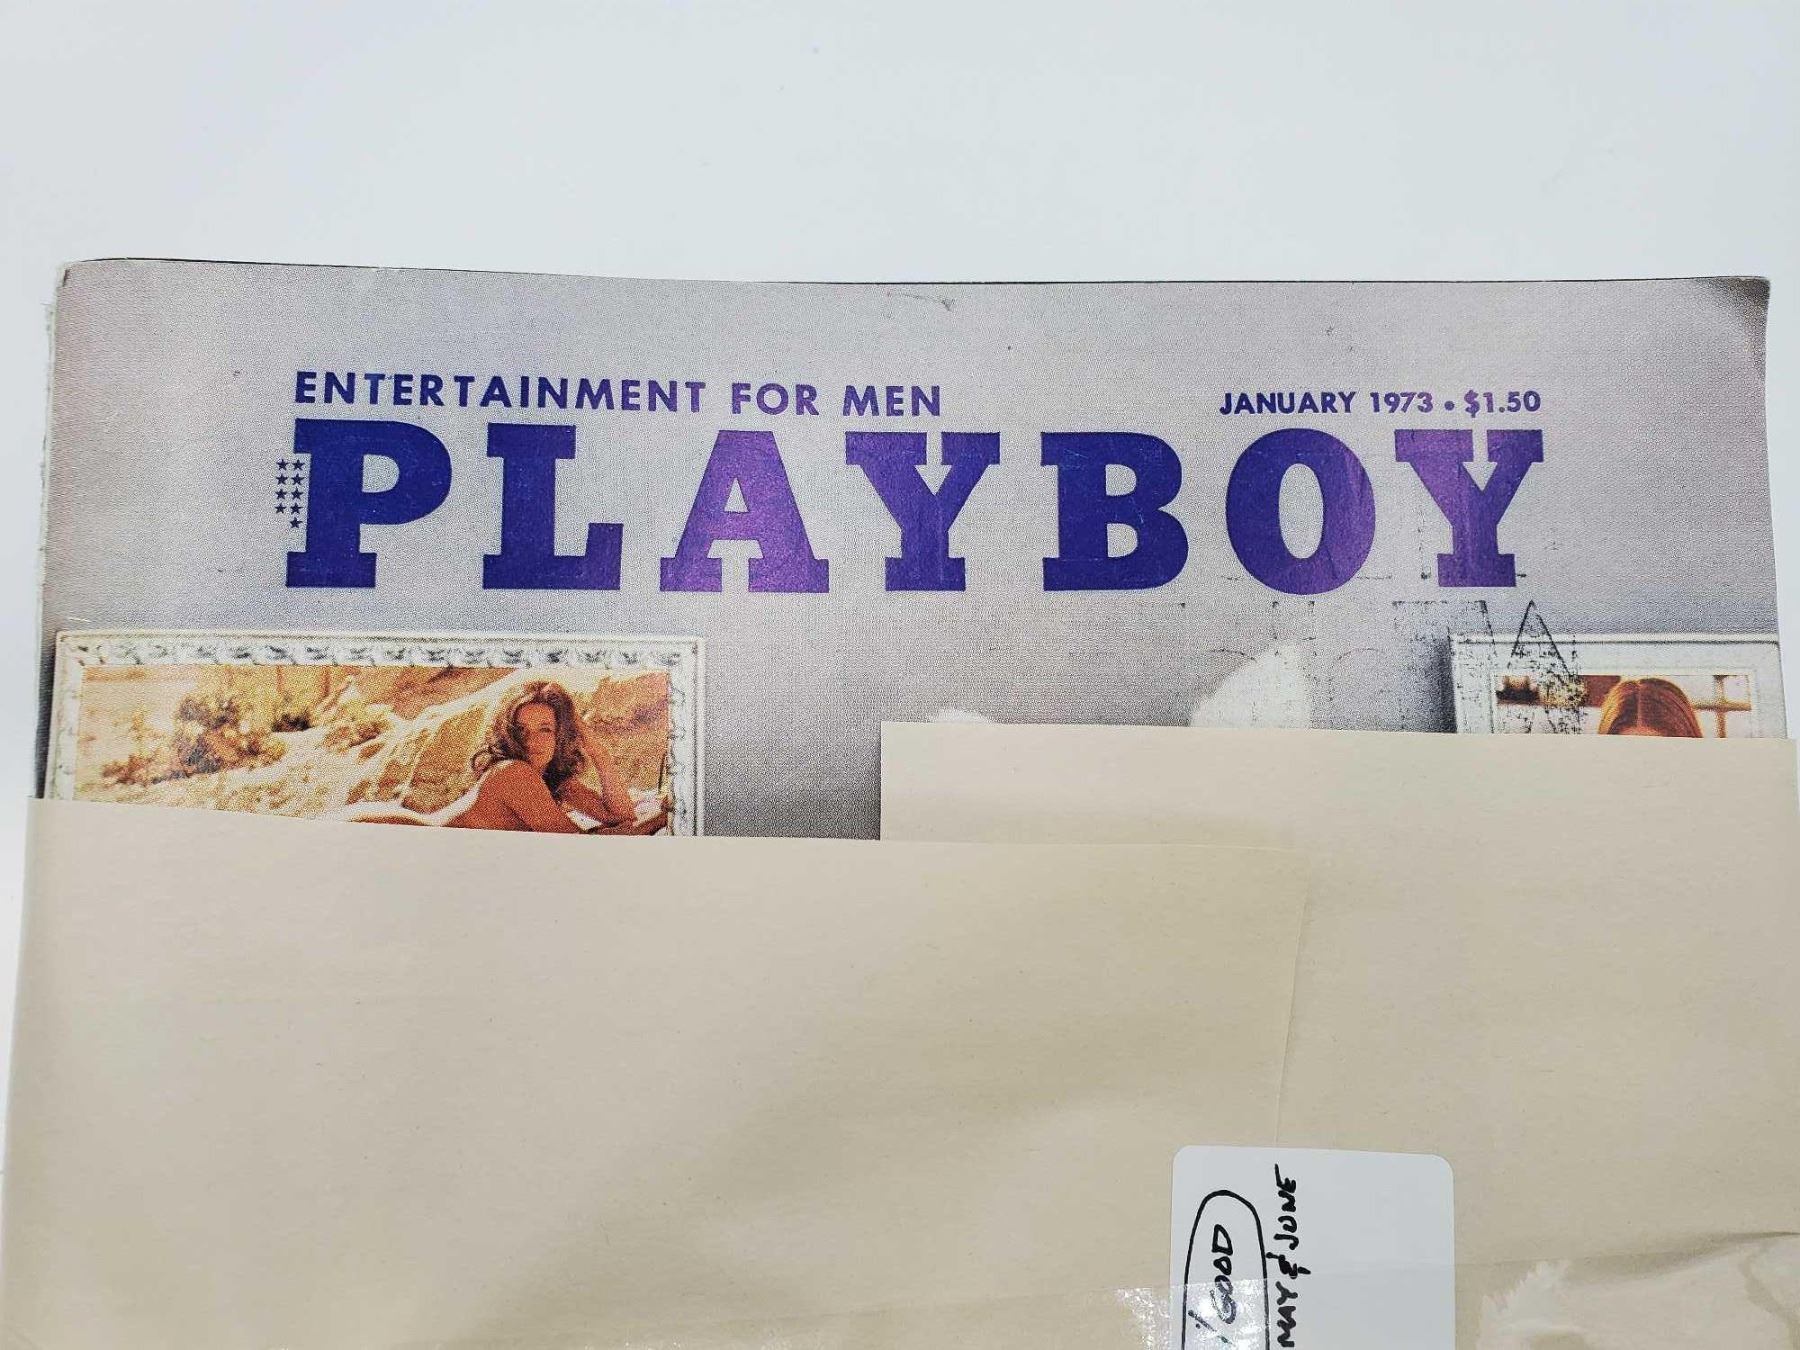 ENTERTAINMENT FOR MEN
JANUARY 1973 • $1.50
PLAYBOY
GOOD
MAY & JUNE